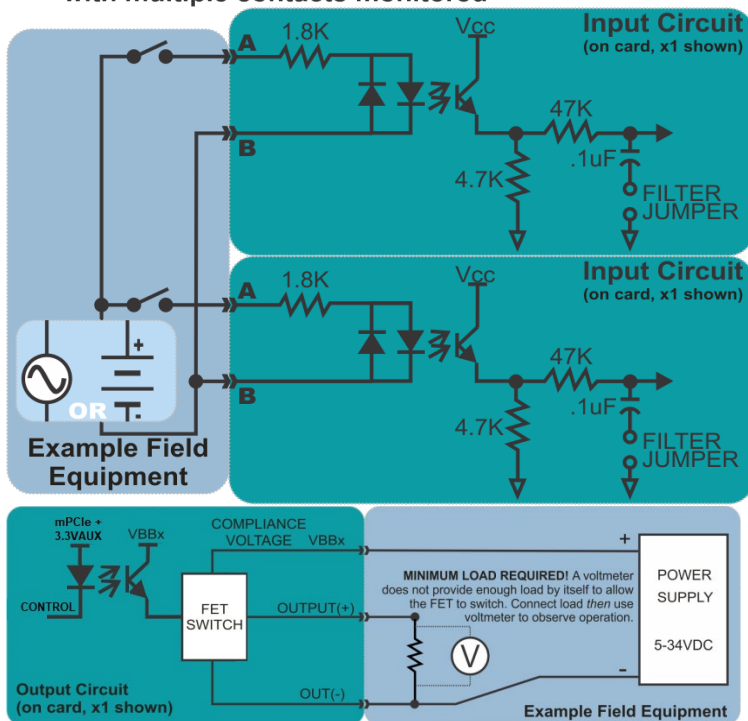 with multiple contacts monitored
A
1.8K
Vcc
Input Circuit
(on card, x1 shown)
47K
B
.1uF
4.7K
FILTER
JUMPER
A
1.8K
Vcc
Input Circuit
(on card, x1 shown)
47K
+
OR
-
B
.1uF
4.7K
FILTER
JUMPER
Example Field
Equipment
mPCIe +
3.3VAUX
VBBx
COMPLIANCE
VOLTAGE VBBx
+
CONTROL
FET
SWITCH
MINIMUM LOAD REQUIRED! A voltmeter
does not provide enough load by itself to allow
the FET to switch. Connect load then use
voltmeter to observe operation.
POWER
SUPPLY
5-34VDC
OUTPUT(+)
V
-
OUT(-)
Output Circuit
(on card, x1 shown)
Example Field Equipment